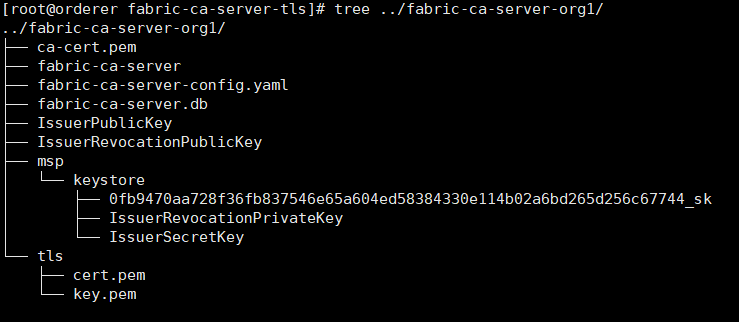 [root@orderer fabric-ca-server-tls]# tree ../fabric-ca-server-org1/
../fabric-ca-server-org1/
├── ca-cert.pem
├── fabric-ca-server
├── fabric-ca-server-config.yaml
├── fabric-ca-server.db
├── IssuerPublicKey
├── IssuerRevocationPublicKey
├── msp
│   └── keystore
│       ├── 0fb9470aa728f36fb837546e65a604ed58384330e114b02a6bd265d256c67744_sk
│       ├── IssuerRevocationPrivateKey
│       └── IssuerSecretKey
└── tls
    ├── cert.pem
    └── key.pem